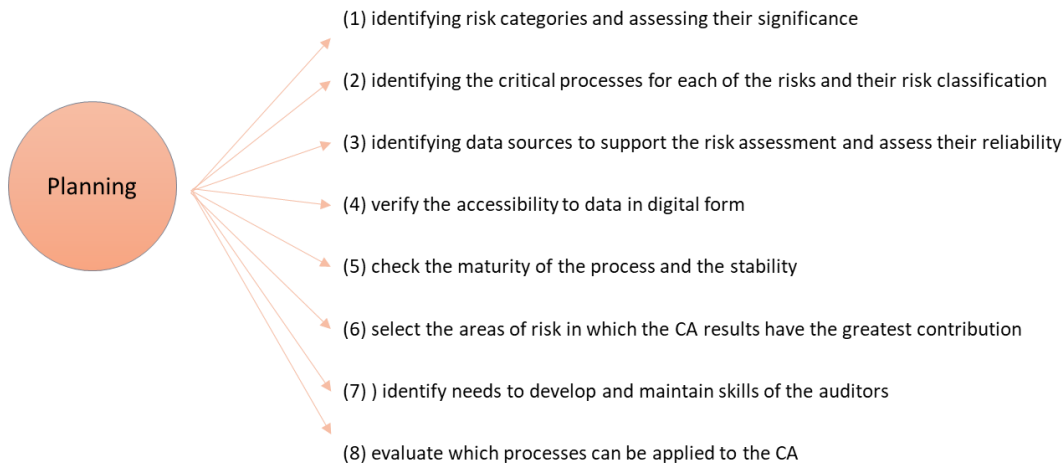 (1) identifying risk categories and assessing their significance
(2) identifying the critical processes for each of the risks and their risk classification
(3) identifying data sources to support the risk assessment and assess their reliability
Planning
(4) verify the accessibility to data in digital form
(5) check the maturity of the process and the stability
(6) select the areas of risk in which the CA results have the greatest contribution
(7) ) identify needs to develop and maintain skills of the auditors
(8) evaluate which processes can be applied to the CA